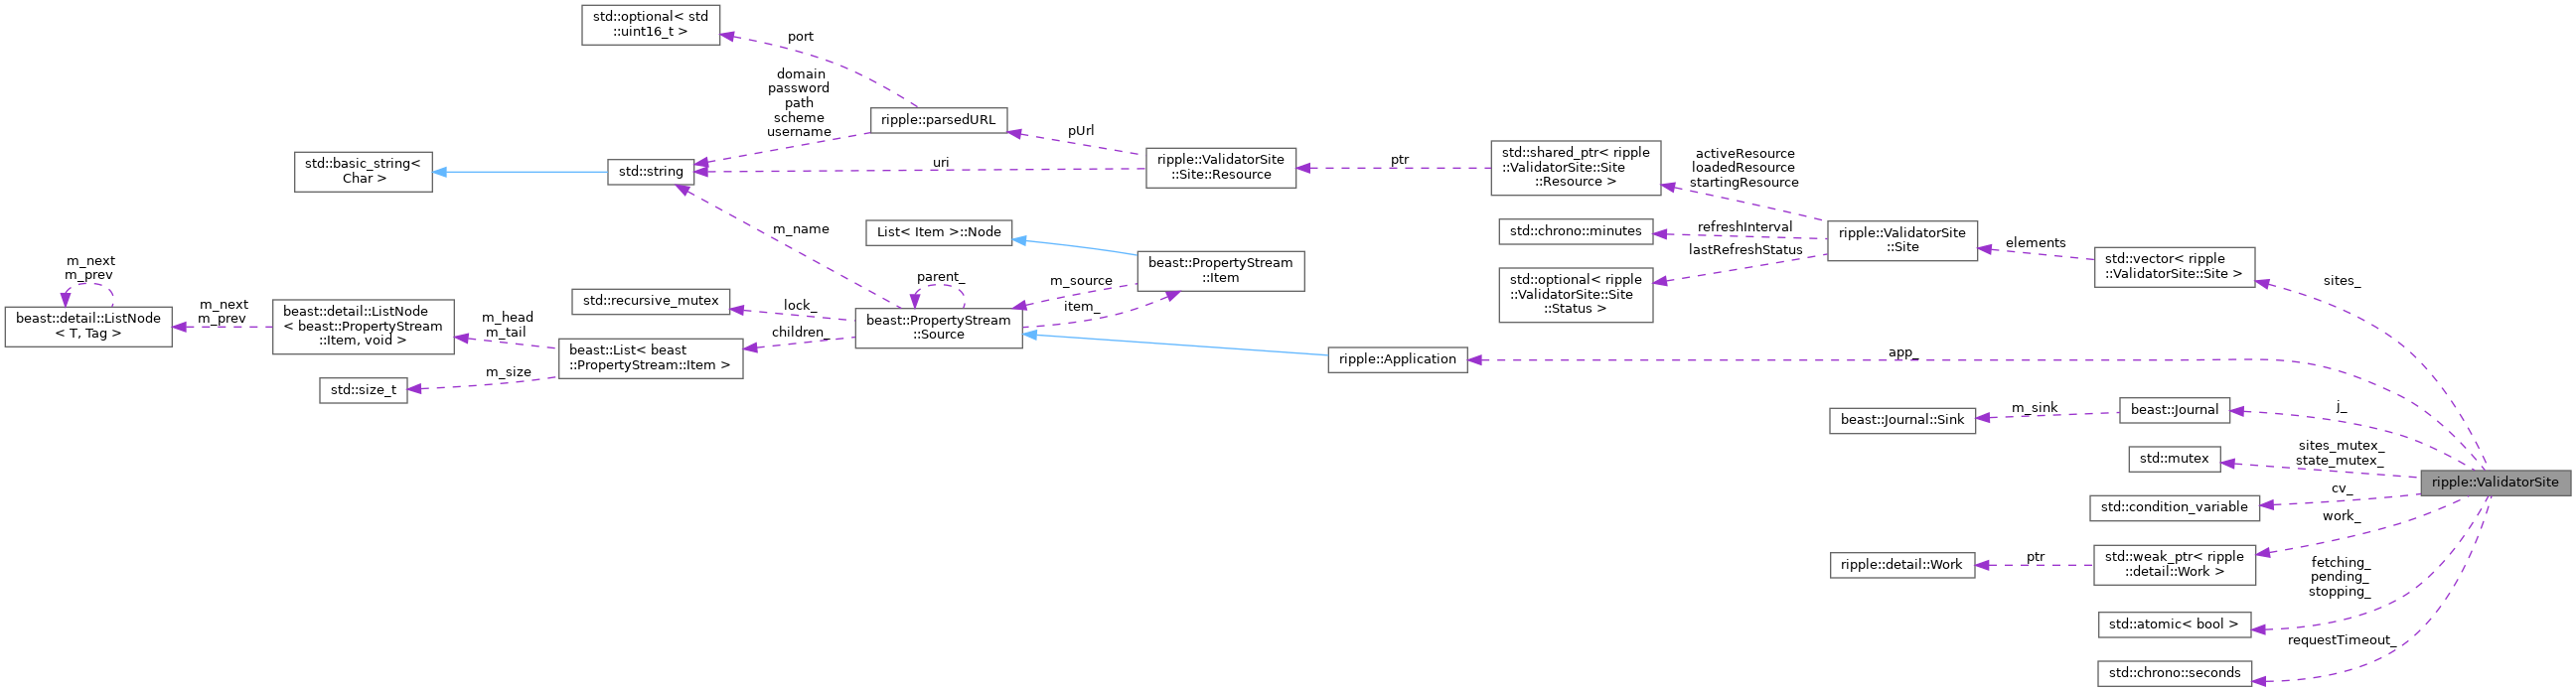 std::optional< std
::uint16_t >
port
domain
password
path
scheme
username
ripple::parsedURL
pUrl
std::basic_string<
Char >
std::string
uri
ripple::ValidatorSite
::Site::Resource
ptr
std::shared_ptr< ripple
::ValidatorSite::Site
::Resource >
activeResource
loadedResource
startingResource
m_name
List< Item >::Node
std::chrono::minutes
refreshInterval
ripple::ValidatorSite
::Site
elements
std::vector< ripple
::ValidatorSite::Site >
sites_
lastRefreshStatus
std::optional< ripple
::ValidatorSite::Site
::Status >
beast::PropertyStream
::Item
m_source
item_
parent_
m_next
m_prev
beast::detail::ListNode
< T, Tag >
m_next
m_prev
beast::detail::ListNode
< beast::PropertyStream
::Item, void >
m_head
m_tail
std::recursive_mutex
lock_
children_
beast::PropertyStream
::Source
beast::List< beast
::PropertyStream::Item >
std::size_t
m_size
ripple::Application
app_
beast::Journal::Sink
m_sink
beast::Journal
j_
std::mutex
sites_mutex_
state_mutex_
ripple::ValidatorSite
std::condition_variable
cv_
work_
ripple::detail::Work
ptr
std::weak_ptr< ripple
::detail::Work >
fetching_
pending_
stopping_
std::atomic< bool >
requestTimeout_
std::chrono::seconds